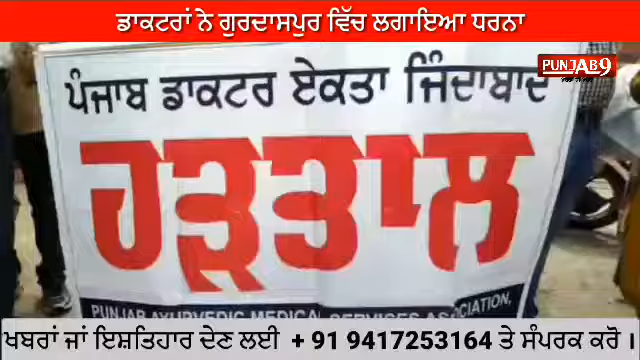 ਡਾਕਟਰਾਂ ਨੇ ਗੁਰਦਾਸਪੁਰ ਵਿੱਚ ਲਗਾਇਆ ਧਰਨਾ
PUNJAB9
ਪੰਜਾਬ ਡਾਕਟਰ ਏਕਤਾ ਜਿੰਦਾਬਾਦ
ਹੜਤਾਲ
PUNJAB AYURVEDIC MEDICAL SERVICES ASSOCIATION,
ਖਬਰਾਂ ਜਾਂ ਇਸ਼ਤਿਹਾਰ ਦੇਣ ਲਈ + 91 9417253164 ਤੇ ਸੰਪਰਕ ਕਰੋ ।